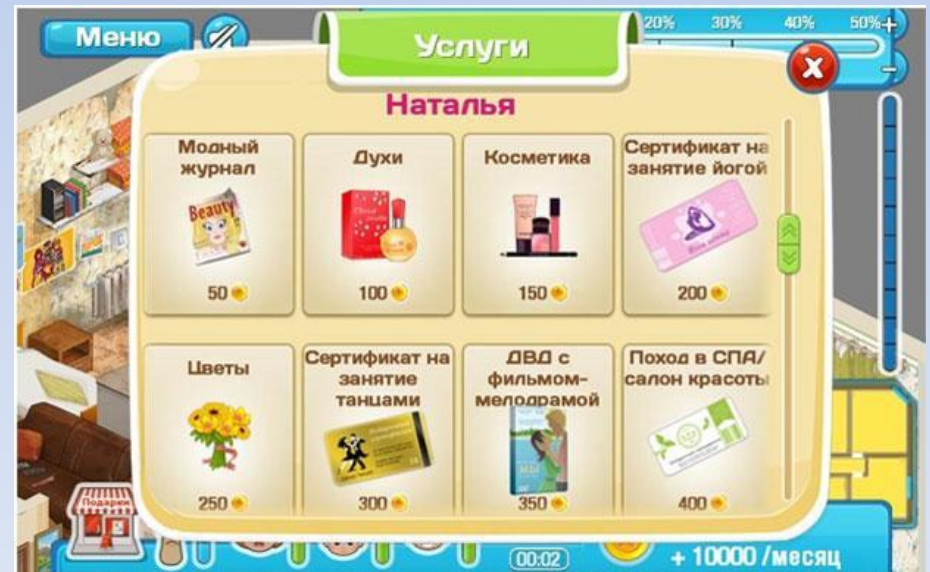 Меню
Услуги
20% 30% 40% 50%
+
-
X
Наталья
Модный
журнал
Beauty
50
Духи
100
Косметика
150
Сертификат на
занятие йогой
200
Цветы
250
Сертификат на
занятие
танцами
300
ДВД с
фильмом-
мелодрамой
350
Поход в СПА/
салон красоты
400
Подарки
00:02
+ 10000 /месяц